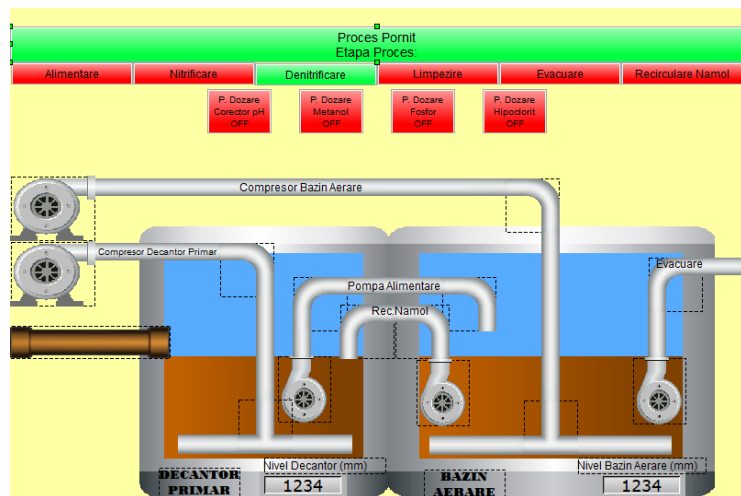 Proces Pornit
Etapa Proces:
Alimentare
Nitrificare
Denitrificare
Limpezire
Evacuare
Recirculare Namol
P. Dozare
Corector pH
OFF
P. Dozare
Metanol
OFF
P. Dozare
Fosfor
OFF
P. Dozare
Hipoclorit
OFF
Compresor Bazin Aerare
Compresor Decantor Primar
Evacuare
Pompa Alimentare
Rec.Namol
Nivel Decantor (mm)
1234
DECANTOR
PRIMAR
Nivel Bazin Aerare (mm)
1234
BAZIN
AERARE